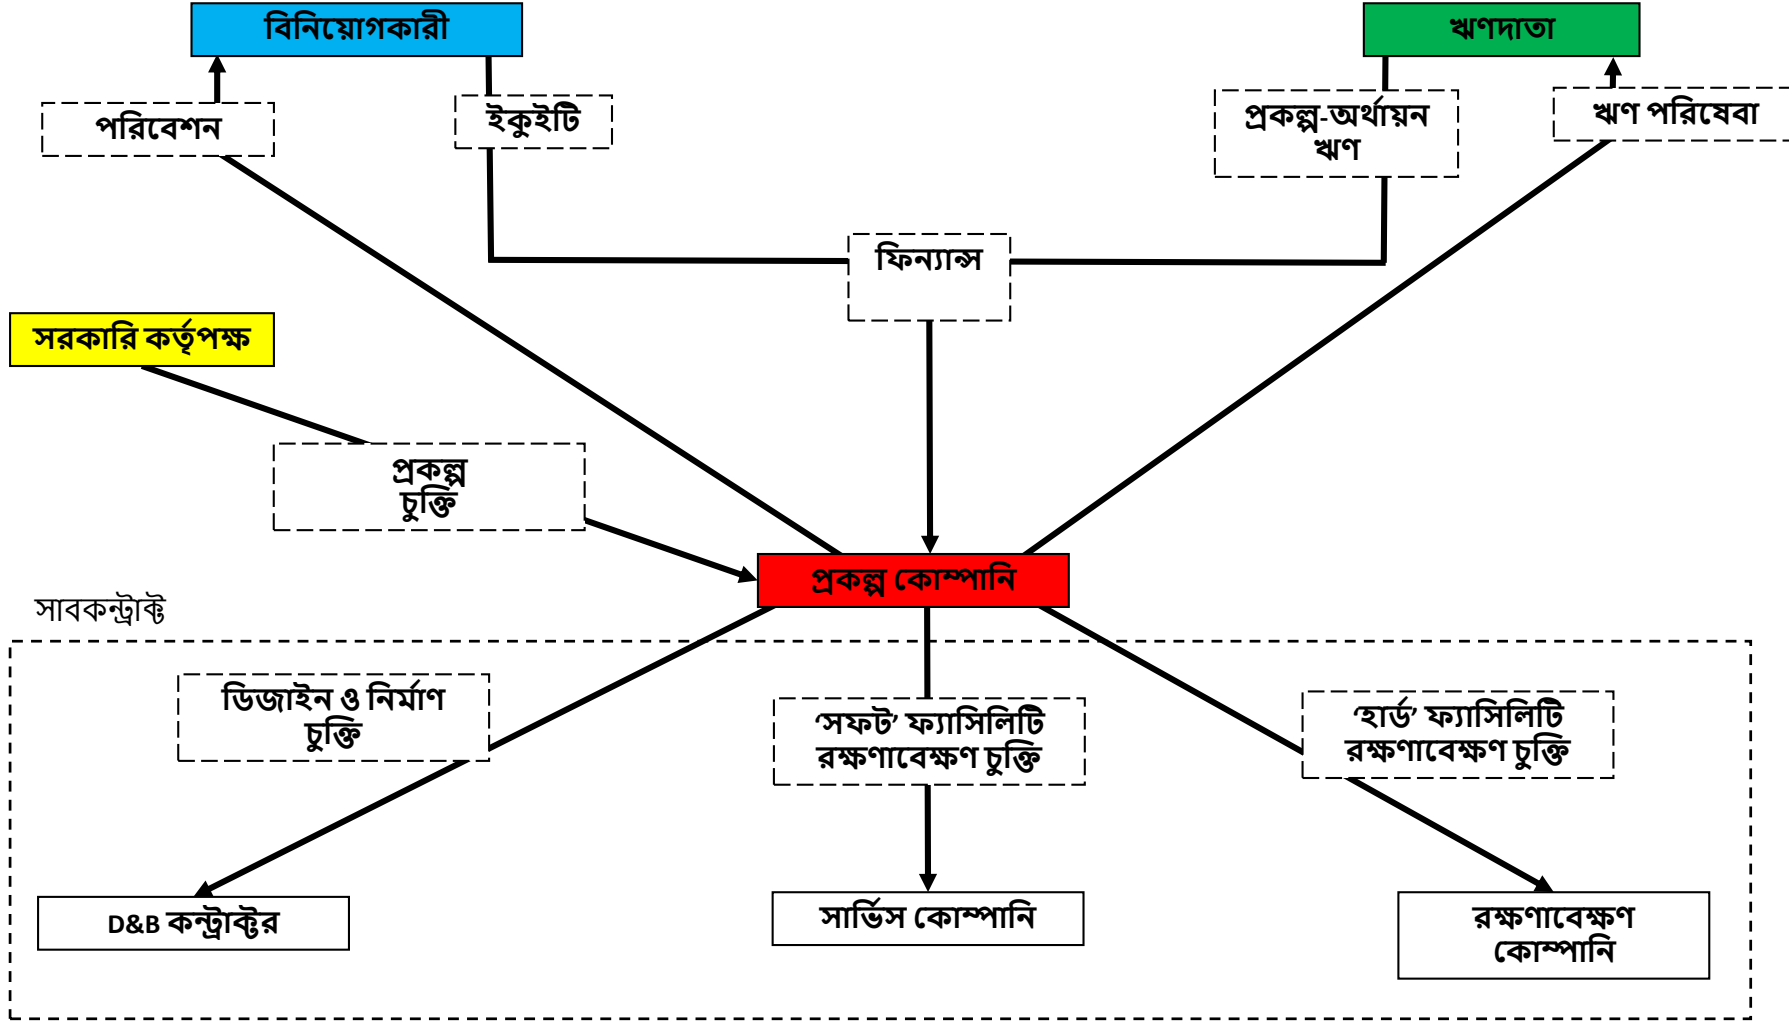 বিনিয়োগকারী
ঋণদাতা
পরিবেশন
ইকুইটি
প্রকল্প-অর্থায়ন
ঋণ
ঋণ পরিষেবা
ফিন্যান্স
সরকারি কর্তৃপক্ষ
প্রকল্প
চুক্তি
প্রকল্প কোম্পানি
সাবকন্ট্রাক্ট
ডিজাইন ও নির্মাণ
চুক্তি
‘সফট’ ফ্যাসিলিটি
রক্ষণাবেক্ষণ চুক্তি
‘হার্ড’ ফ্যাসিলিটি
রক্ষণাবেক্ষণ চুক্তি
D&B কন্ট্রাক্টর
সার্ভিস কোম্পানি
রক্ষণাবেক্ষণ
কোম্পানি